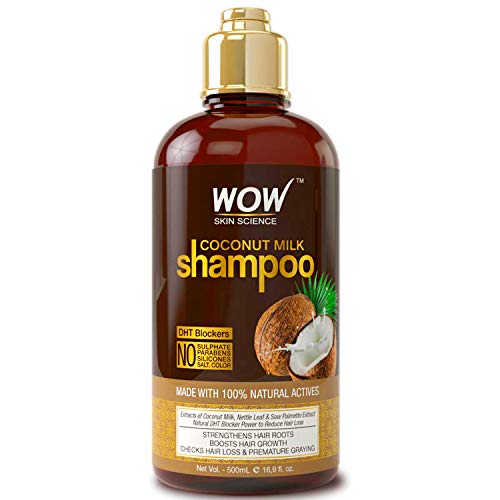 WOW™
SKIN SCIENCE
COCONUT MILK
shampoo
DHT Blockers
NO SULPHATE
PARABENS
SILICONES
SALT, COLOR
MADE WITH 100% NATURAL ACTIVES
Extracts of Coconut Milk, Nettle Leaf & Saw Palmetto Extract
Natural DHT Blocker Power to Reduce Hair Loss
STRENGTHENS HAIR ROOTS
BOOSTS HAIR GROWTH
CHECKS HAIR LOSS & PREMATURE GRAYING
Net Vol. - 500mL e 16,9 fl. oz.